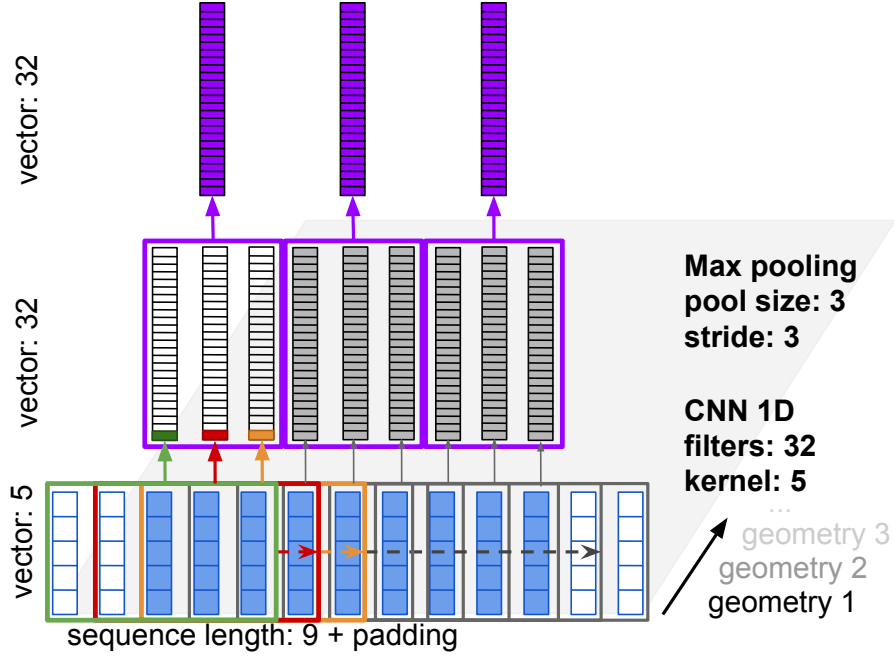 vector: 32
vector: 32
vector: 5
Max pooling
pool size: 3
stride: 3
CNN 1D
filters: 32
kernel: 5
...
geometry 3
geometry 2
geometry 1
sequence length: 9 + padding